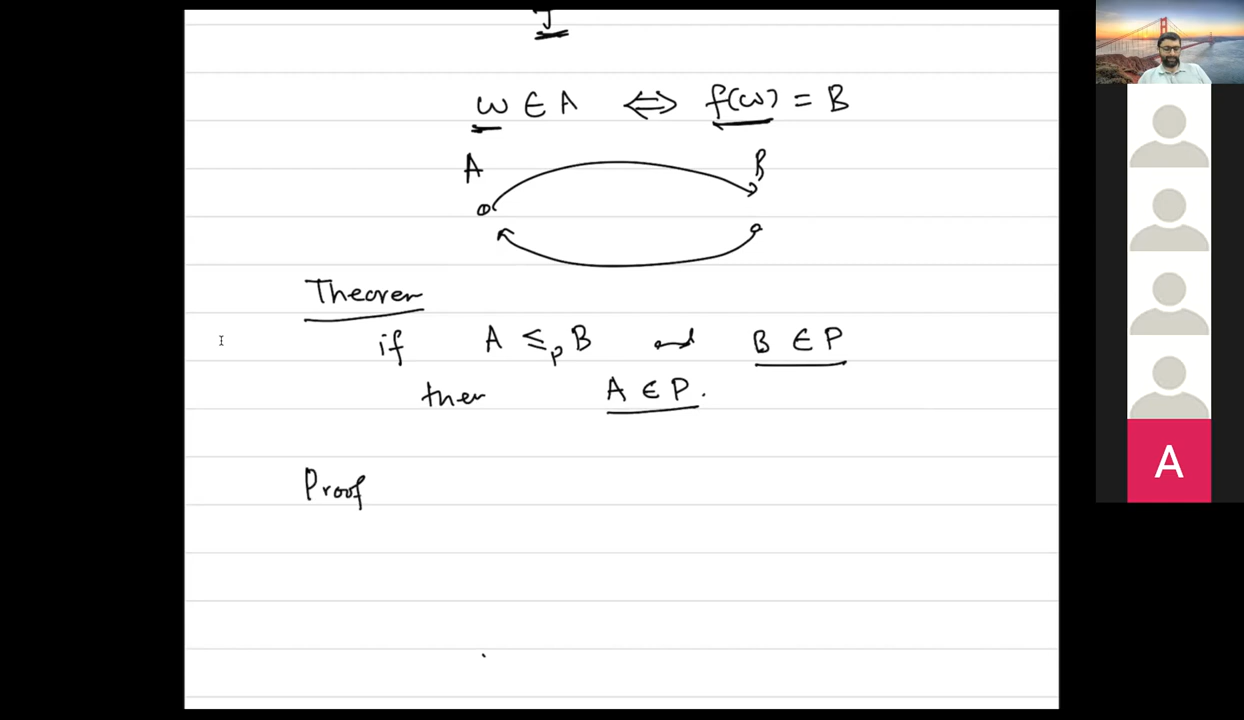 w ∈ A ⟺ f(w) = B
A B
Theorem
if A ≤p B and B ∈ P
then A ∈ P.
Proof
A